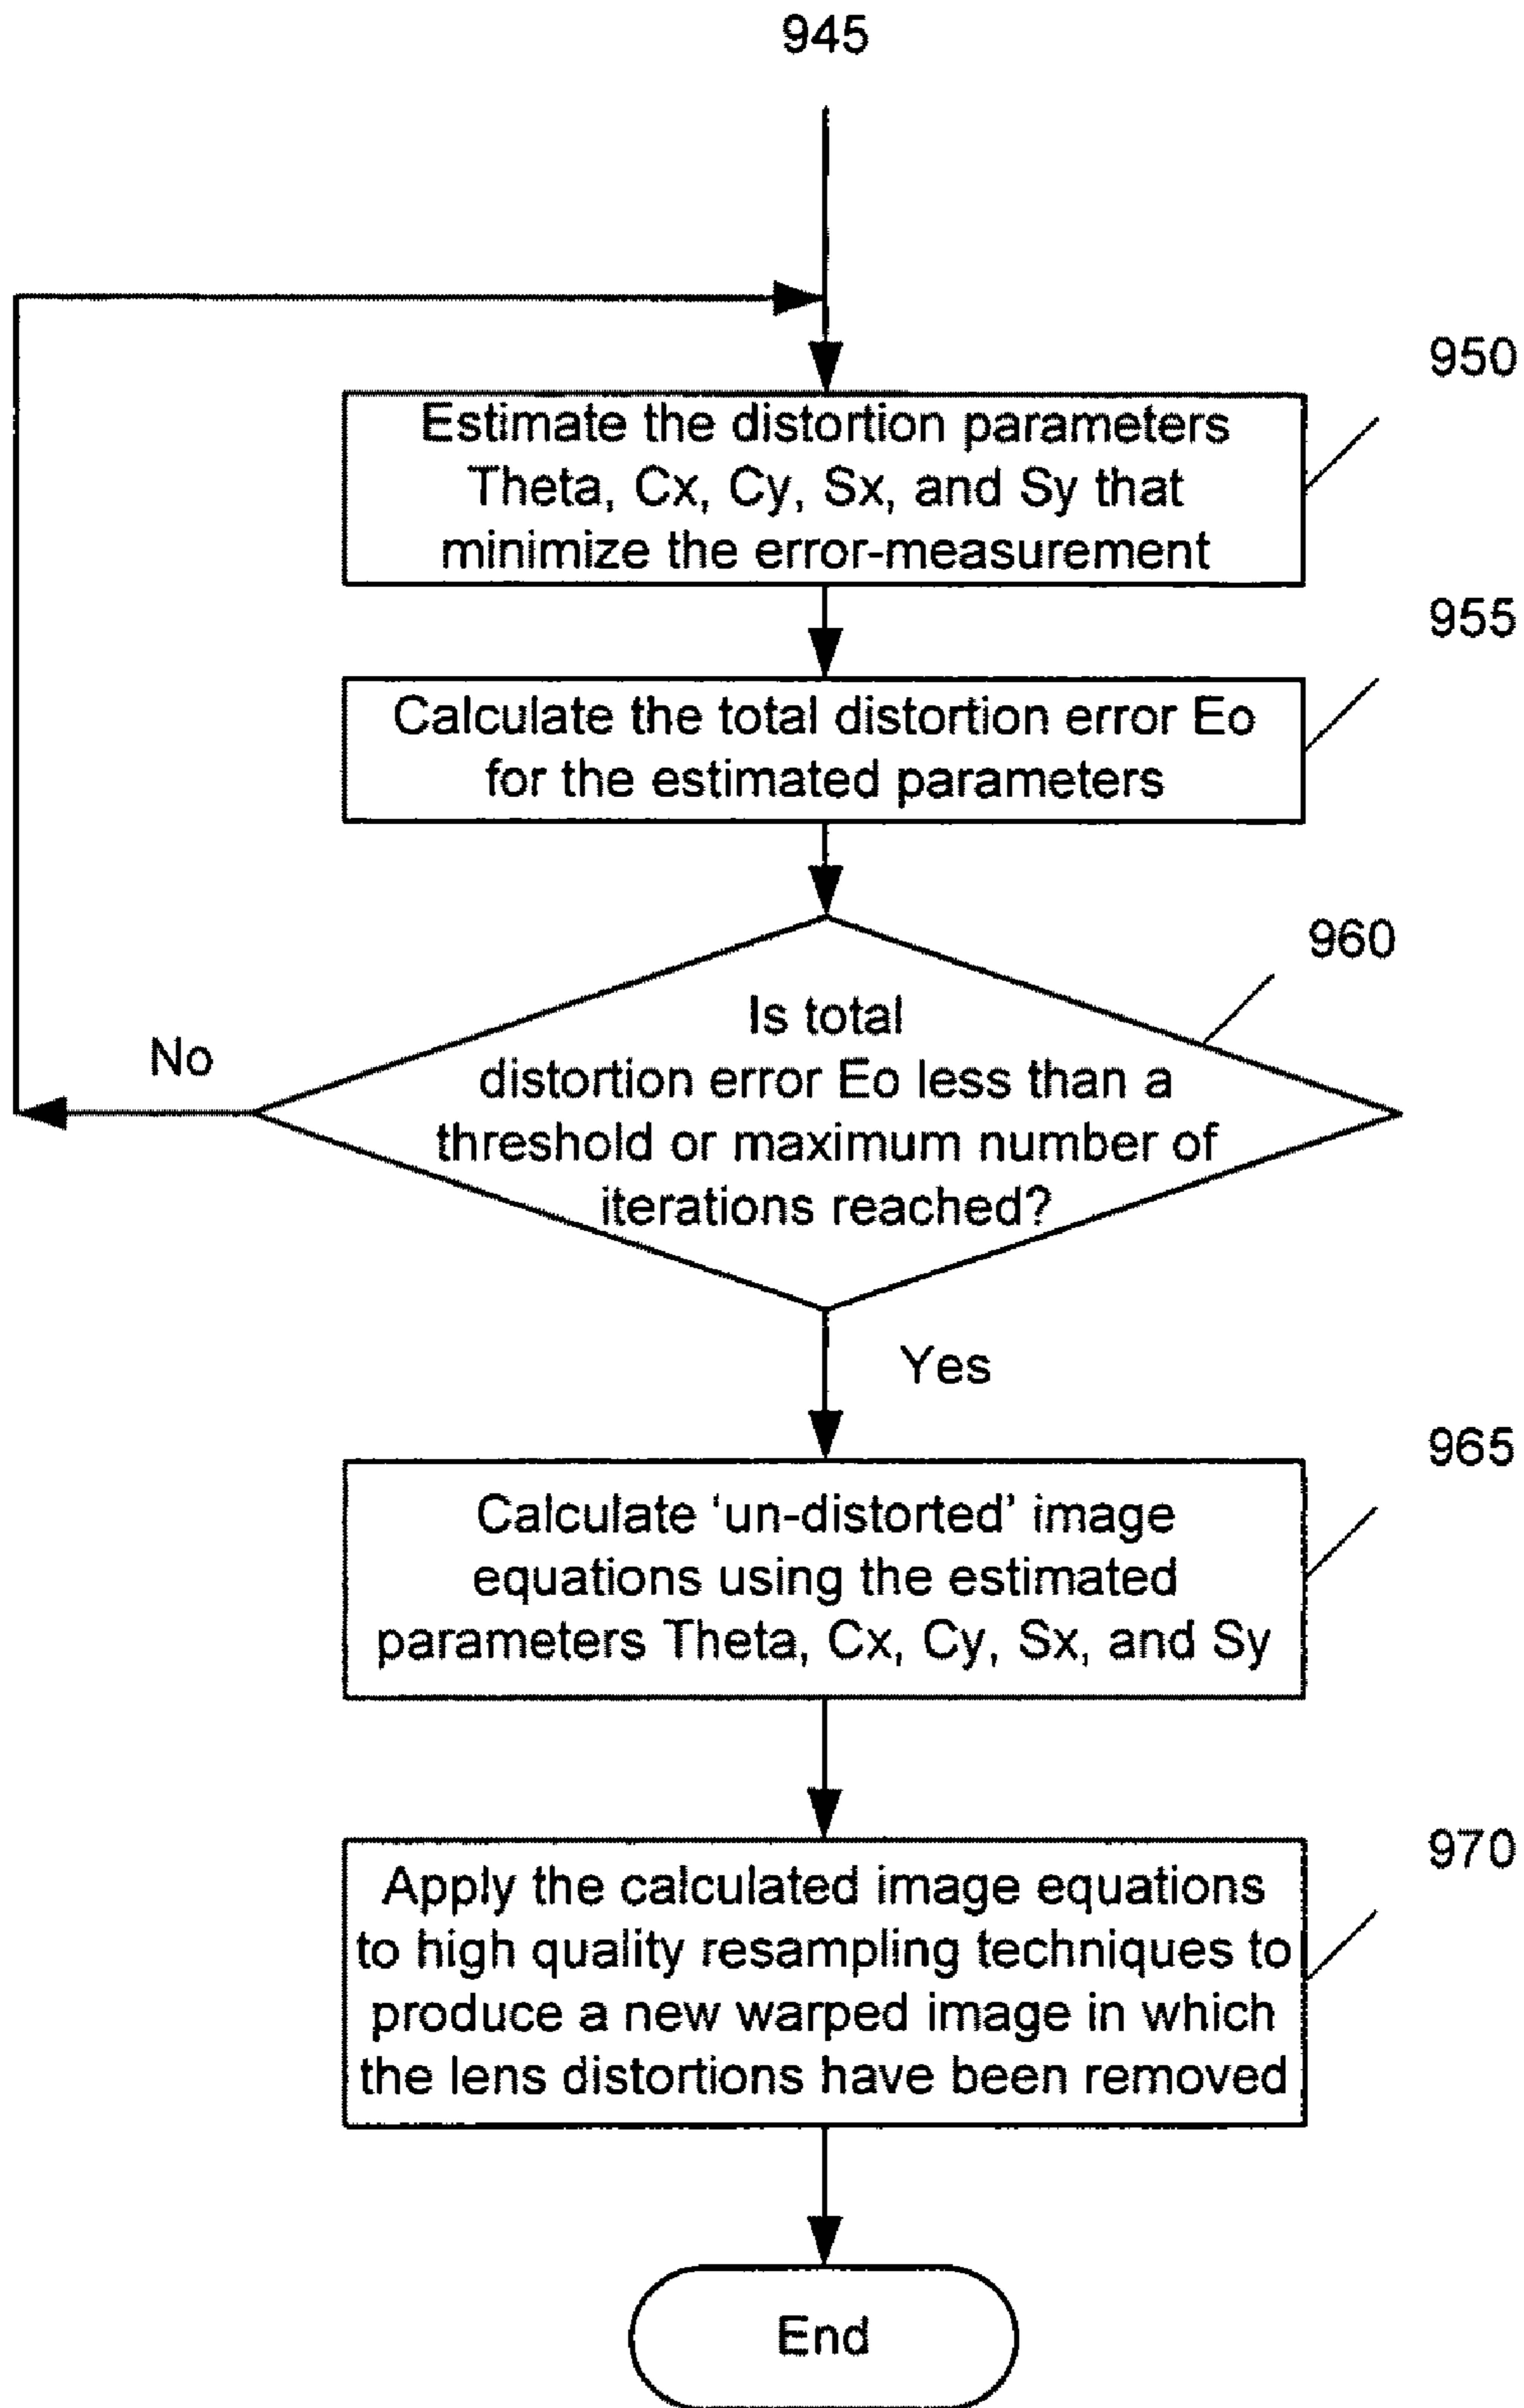 945
950
Estimate the distortion parameters
Theta, Cx, Cy, Sx, and Sy that
minimize the error-measurement
955
Calculate the total distortion error Eo
for the estimated parameters
960
Is total
distortion error Eo less than a
threshold or maximum number of
iterations reached?
No
Yes
965
Calculate ‘un-distorted’ image
equations using the estimated
parameters Theta, Cx, Cy, Sx, and Sy
970
Apply the calculated image equations
to high quality resampling techniques to
produce a new warped image in which
the lens distortions have been removed
End